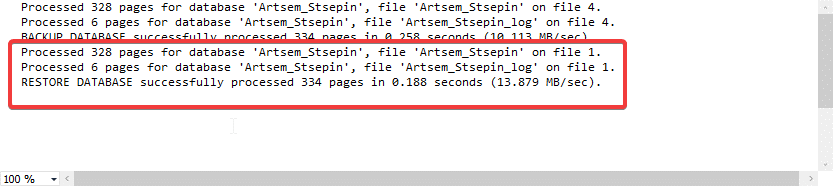 Processed 328 pages for database 'Artsem_Stsepin', file 'Artsem_Stsepin' on file 4.
Processed 6 pages for database 'Artsem_Stsepin', file 'Artsem_Stsepin_log' on file 4.
BACKUP DATABASE successfully processed 334 pages in 0.258 seconds (10.113 MB/sec).
Processed 328 pages for database 'Artsem_Stsepin', file 'Artsem_Stsepin' on file 1.
Processed 6 pages for database 'Artsem_Stsepin', file 'Artsem_Stsepin_log' on file 1.
RESTORE DATABASE successfully processed 334 pages in 0.188 seconds (13.879 MB/sec).
100 %